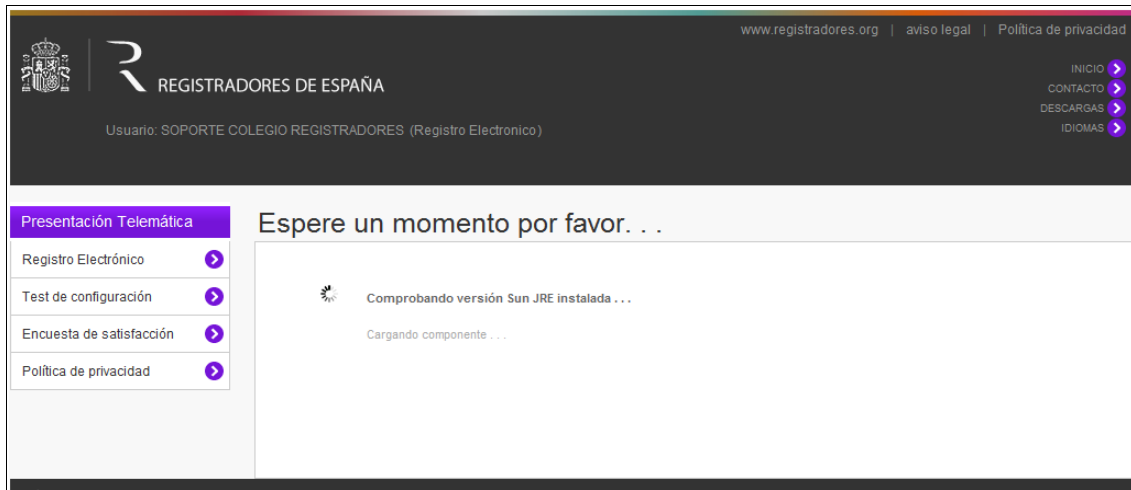 www.registradores.org | aviso legal | Política de privacidad
INICIO
CONTACTO
DESCARGAS
IDIOMAS
REGISTRADORES DE ESPAÑA
Usuario: SOPORTE COLEGIO REGISTRADORES (Registro Electronico)
Presentación Telemática
Registro Electrónico
Test de configuración
Encuesta de satisfacción
Política de privacidad
Espere un momento por favor. . .
Comprobando versión Sun JRE instalada . . .
Cargando componente . . .